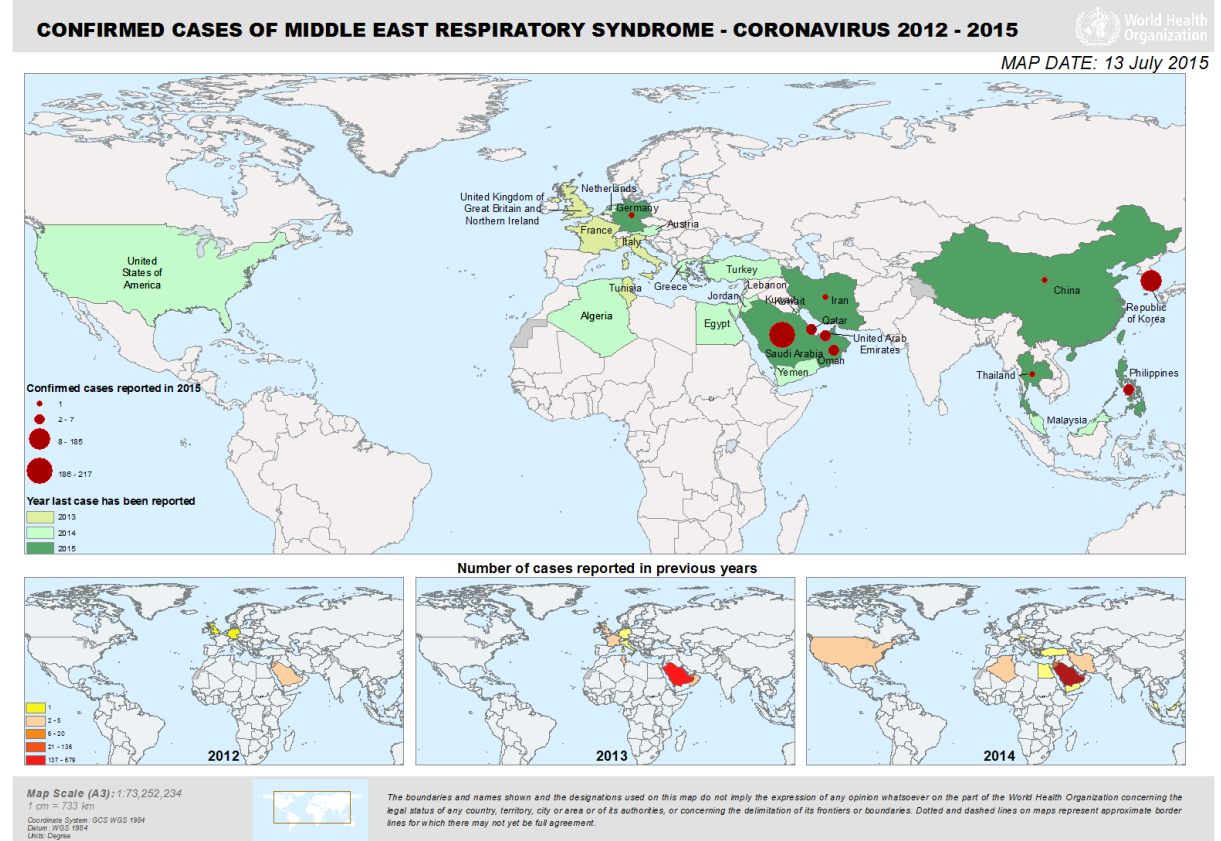 CONFIRMED CASES OF MIDDLE EAST RESPIRATORY SYNDROME - CORONAVIRUS 2012 - 2015
World Health
Organization
MAP DATE: 13 July 2015
United Kingdom of
Great Britain and
Northern Ireland
Netherlands
Germany
Austria
France
Italy
United
States of
America
Turkey
Tunisia
Greece
Lebanon
Jordan
Kuwait
Kuwait
Iran
China
Algeria
Egypt
Qatar
Republic
of Korea
United Arab
Emirates
Saudi Arabia
Oman
Yemen
Thailand
Philippines
Malaysia
Confirmed cases reported in 2015
1
2 - 7
8 - 185
186 - 217
Year last case has been reported
2013
2014
2015
Number of cases reported in previous years
1
2 - 5
6 - 20
21 - 136
137 - 679
2012
2013
2014
Map Scale (A3): 1:73,252,234
1 cm = 733 km
Coordinate System: GCS WGS 1984
Datum: WGS 1984
Units: Degree
The boundaries and names shown and the designations used on this map do not imply the expression of any opinion whatsoever on the part of the World Health Organization concerning the
legal status of any country, territory, city or area or of its authorities, or concerning the delimitation of its frontiers or boundaries. Dotted and dashed lines on maps represent approximate border
lines for which there may not yet be full agreement.